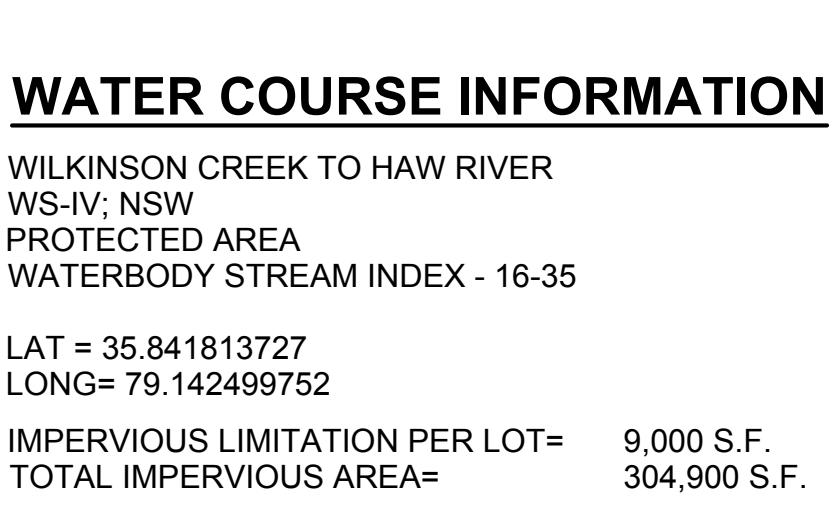 WATER COURSE INFORMATION
WILKINSON CREEK TO HAW RIVER
WS-IV; NSW
PROTECTED AREA
WATERBODY STREAM INDEX - 16-35
LAT = 35.841813727
LONG= 79.142499752
IMPERVIOUS LIMITATION PER LOT= 9,000 S.F.
TOTAL IMPERVIOUS AREA= 304,900 S.F.